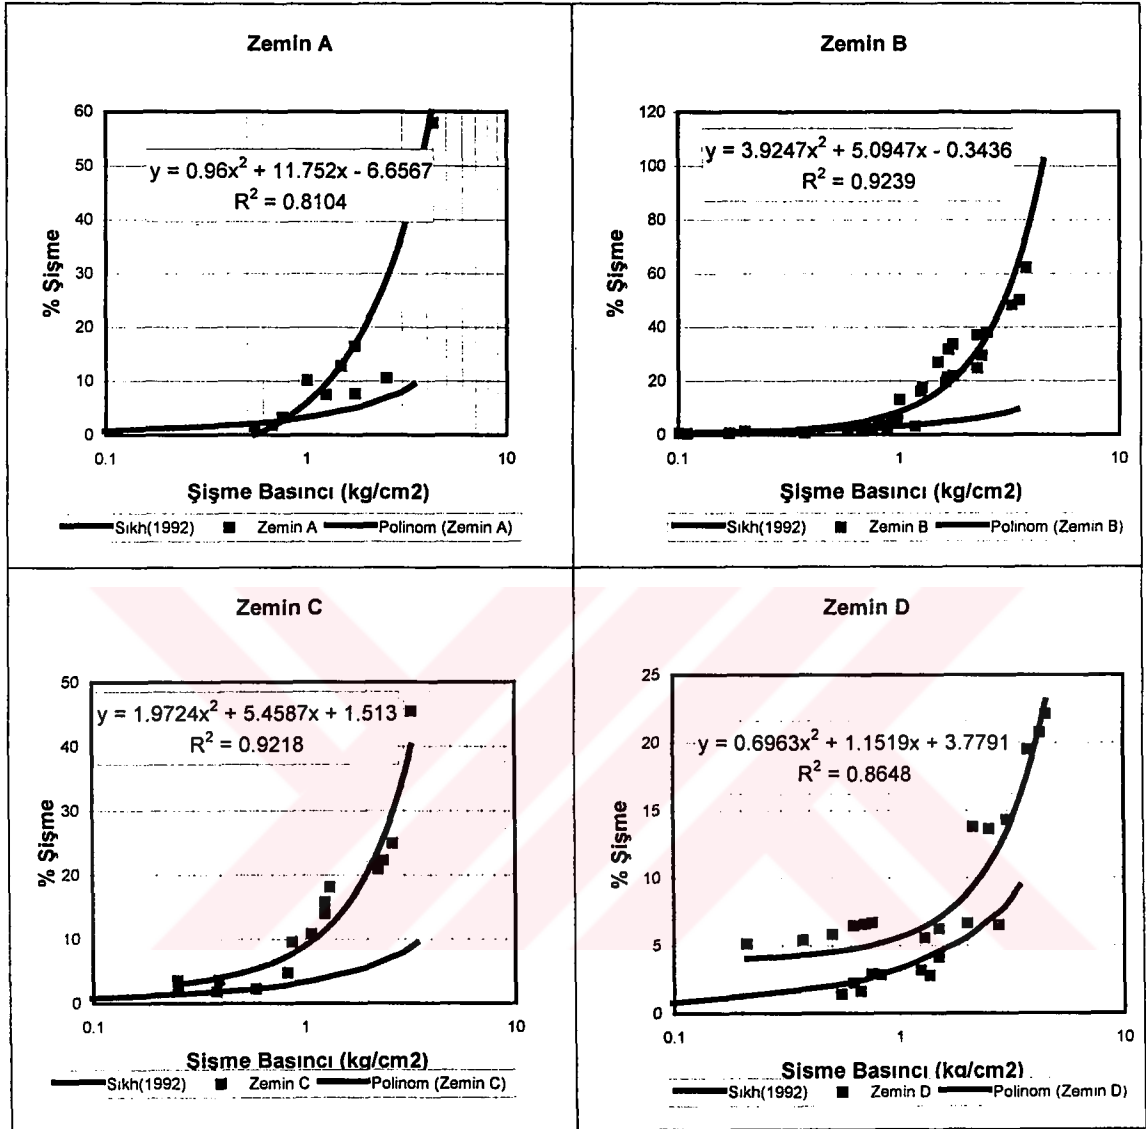 Zemin A
60
50
40
30
20
10
0
% Şişme
y = 0.96x² + 11.752x - 6.6567
R² = 0.8104
0.1 1 10
Şişme Basıncı (kg/cm2)
Sıkh(1992) Zemin A Polinom (Zemin A)
Zemin B
120
100
80
60
40
20
0
% Şişme
y = 3.9247x² + 5.0947x - 0.3436
R² = 0.9239
0.1 1 10
Şişme Basıncı (kg/cm2)
Sıkh(1992) Zemin B Polinom (Zemin B)
Zemin C
50
40
30
20
10
0
% Şişme
y = 1.9724x² + 5.4587x + 1.513
R² = 0.9218
0.1 1 10
Şişme Basıncı (kg/cm2)
Sıkh(1992) Zemin C Polinom (Zemin C)
Zemin D
25
20
15
10
5
0
% Şişme
y = 0.6963x² + 1.1519x + 3.7791
R² = 0.8648
0.1 1 10
Şişme Basıncı (kg/cm2)
Sıkh(1992) Zemin D Polinom (Zemin D)